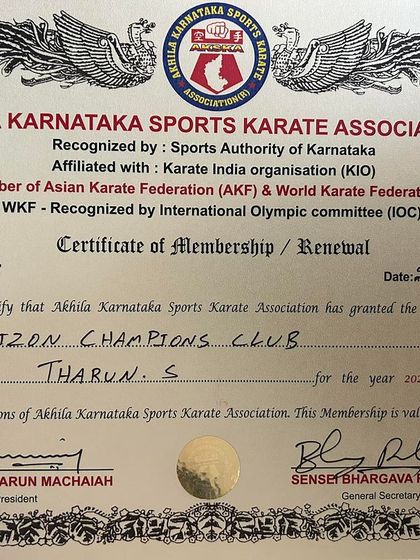 AKHILA KARNATAKA SPORTS KARATE
AKSKA
ASSOCIATION(R)
KARNATAKA SPORTS KARATE ASSOCIA
Recognized by : Sports Authority of Karnataka
Affiliated with : Karate India organisation (KIO)
ber of Asian Karate Federation (AKF) & World Karate Federat
WKF - Recognized by International Olympic committee (IOC)
Certificate of Membership / Renewal
Date:
ify that Akhila Karnataka Sports Karate Association has granted the
IZON CHAMPIONS CLUB
THARUN. S for the year 202
ons of Akhila Karnataka Sports Karate Association. This Membership is val
ARUN MACHAIAH SENSEI BHARGAVA R
resident General Secretary